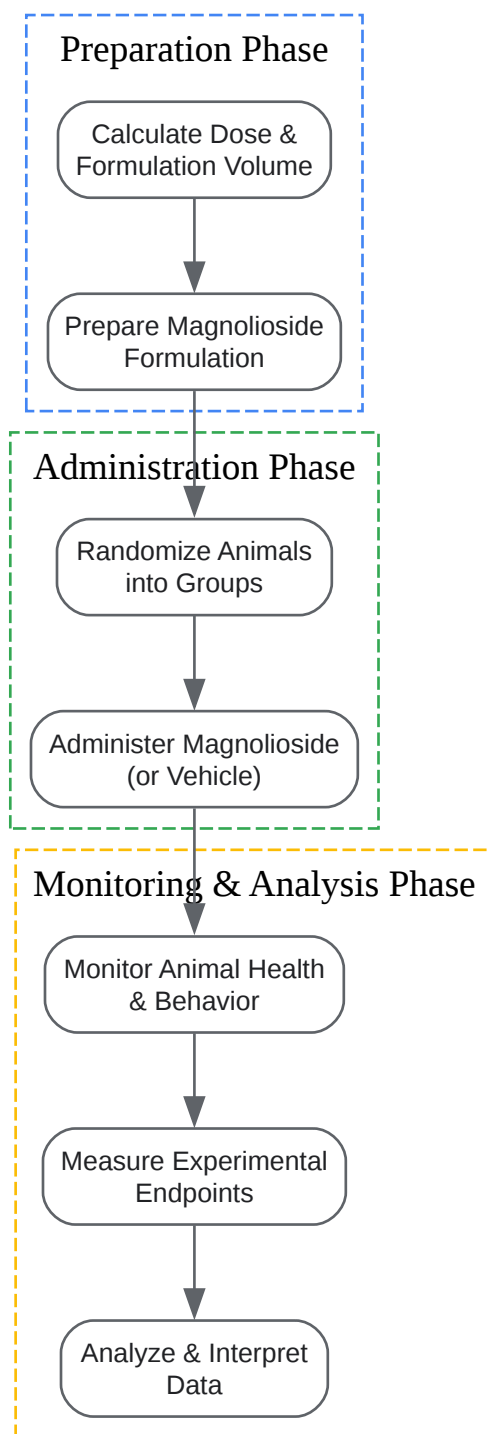 Preparation Phase
Calculate Dose &
Formulation Volume
Prepare Magnolioside
Formulation
Administration Phase
Randomize Animals
into Groups
Administer Magnolioside
(or Vehicle)
Monitoring & Analysis Phase
Monitor Animal Health
& Behavior
Measure Experimental
Endpoints
Analyze & Interpret
Data